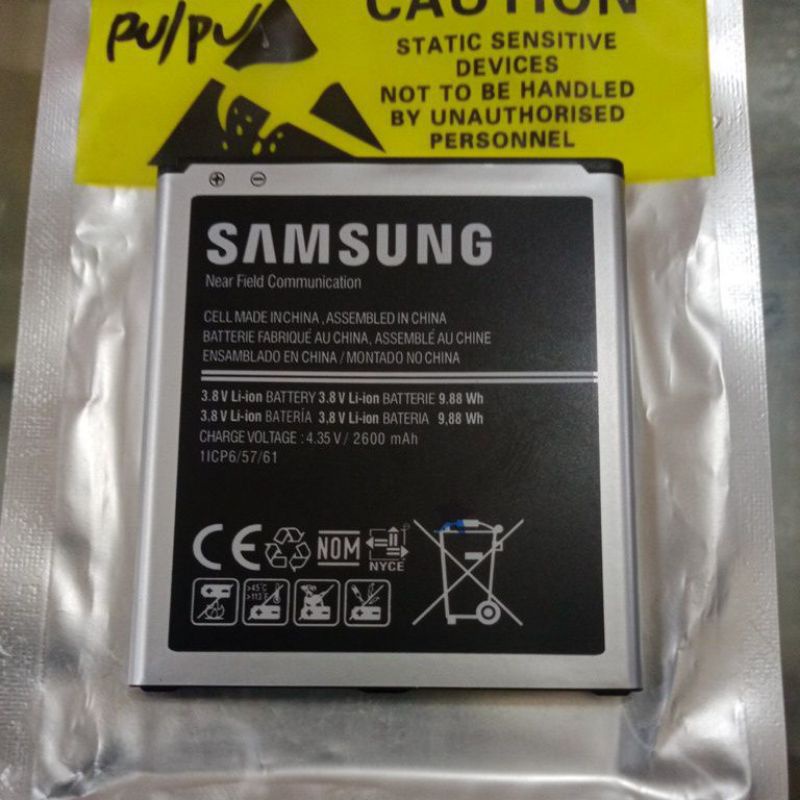 PU/PU
CAUTION
STATIC SENSITIVE
DEVICES
NOT TO BE HANDLED
BY UNAUTHORISED
PERSONNEL
SAMSUNG
Near Field Communication
CELL MADE IN CHINA , ASSEMBLED IN CHINA
BATTERIE FABRIQUÉ AU CHINA, ASSEMBLÉ AU CHINE
ENSAMBLADO EN CHINA / MONTADO NO CHINA
3.8 V Li-ion BATTERY 3.8 V Li-ion BATTERIE 9.88 Wh
3.8 V Li-ion BATERÍA 3.8 V Li-ion BATERIA 9,88 Wh
CHARGE VOLTAGE : 4.35 V / 2600 mAh
1ICP6/57/61
CE NOM NYCE
>45°C
>113°F